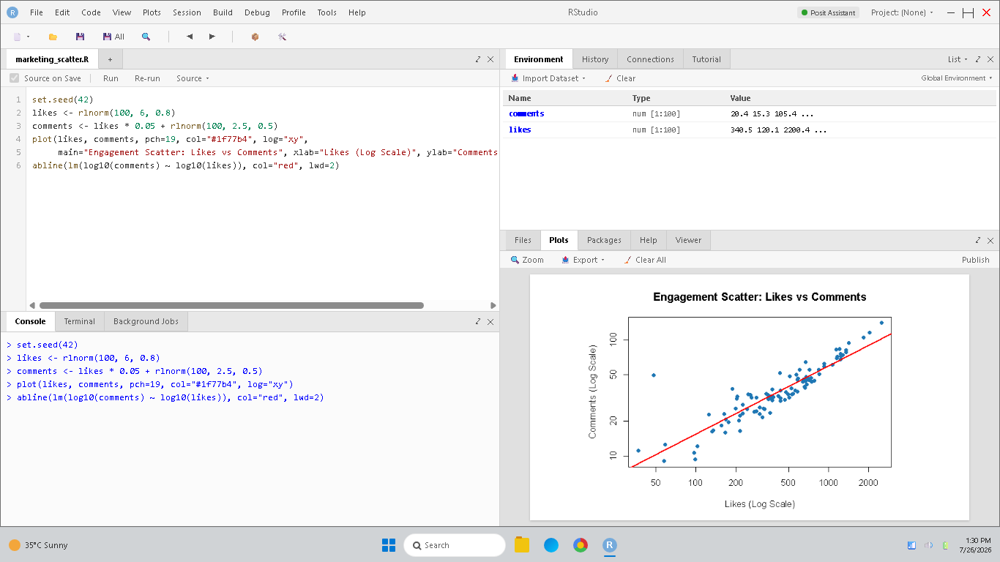 R File Edit Code View Plots Session Build Debug Profile Tools Help RStudio Posit Assistant Project: (None)
All
marketing_scatter.R +
Source on Save Run Re-run Source
1 set.seed(42)
2 likes <- rlnorm(100, 6, 0.8)
3 comments <- likes * 0.05 + rlnorm(100, 2.5, 0.5)
4 plot(likes, comments, pch=19, col="#1f77b4", log="xy",
5 main="Engagement Scatter: Likes vs Comments", xlab="Likes (Log Scale)", ylab="Comments
6 abline(lm(log10(comments) ~ log10(likes)), col="red", lwd=2)
Console Terminal Background Jobs
> set.seed(42)
> likes <- rlnorm(100, 6, 0.8)
> comments <- likes * 0.05 + rlnorm(100, 2.5, 0.5)
> plot(likes, comments, pch=19, col="#1f77b4", log="xy")
> abline(lm(log10(comments) ~ log10(likes)), col="red", lwd=2)
Environment History Connections Tutorial List
Import Dataset Clear Global Environment
Name Type Value
comments num [1:100] 20.4 15.3 105.4 ...
likes num [1:100] 340.5 120.1 2200.4 ...
Files Plots Packages Help Viewer
Zoom Export Clear All Publish
Engagement Scatter: Likes vs Comments
Comments (Log Scale)
100
50
20
10
50 100 200 500 1000 2000
Likes (Log Scale)
35°C Sunny Search R 1:30 PM
7/26/2026